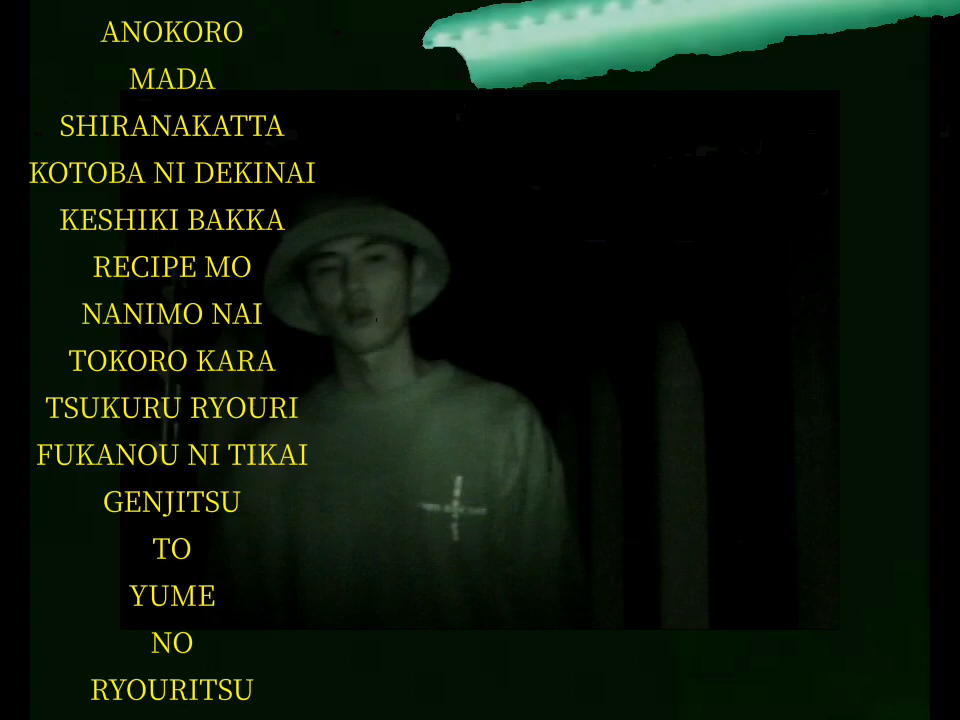 ANOKORO
MADA
SHIRANAKATTA
KOTOBA NI DEKINAI
KESHIKI BAKKA
RECIPE MO
NANIMO NAI
TOKORO KARA
TSUKURU RYOURI
FUKANOU NI TIKAI
GENJITSU
TO
YUME
NO
RYOURITSU